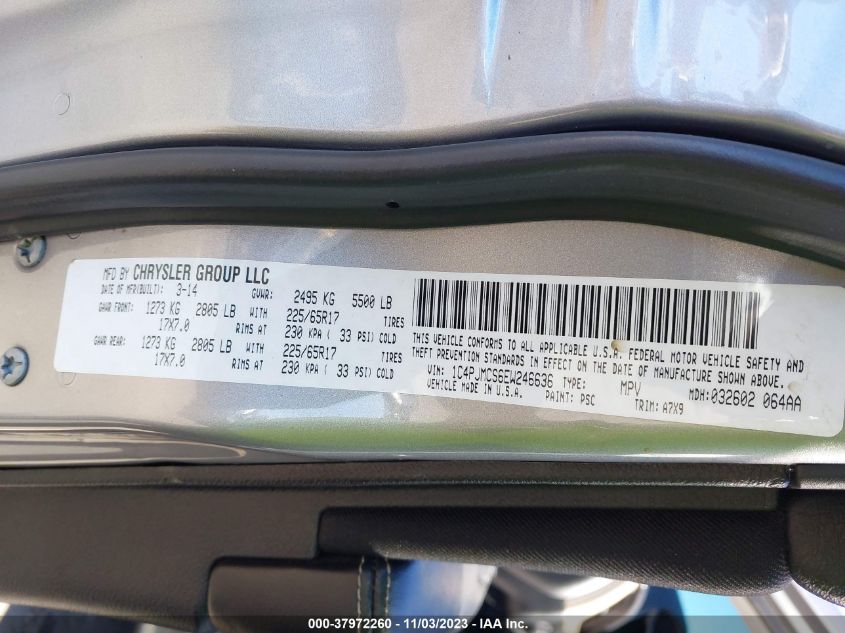 MFD BY CHRYSLER GROUP LLC
DATE OF MFR(BUILT): 3-14 GVWR: 2495 KG 5500 LB
GAWR FRONT: 1273 KG 2805 LB WITH 225/65R17 TIRES
17X7.0 RIMS AT 230 KPA ( 33 PSI) COLD
GAWR REAR: 1273 KG 2805 LB WITH 225/65R17 TIRES
17X7.0 RIMS AT 230 KPA ( 33 PSI) COLD
THIS VEHICLE CONFORMS TO ALL APPLICABLE U.S.A. FEDERAL MOTOR VEHICLE SAFETY AND
THEFT PREVENTION STANDARDS IN EFFECT ON THE DATE OF MANUFACTURE SHOWN ABOVE.
VIN: 1C4PJMCS6EW246636 TYPE: MPV MDH: 032602 064AA
VEHICLE MADE IN U.S.A. PAINT: PSC TRIM: A7X9
000-37972260 - 11/03/2023 - IAA Inc.